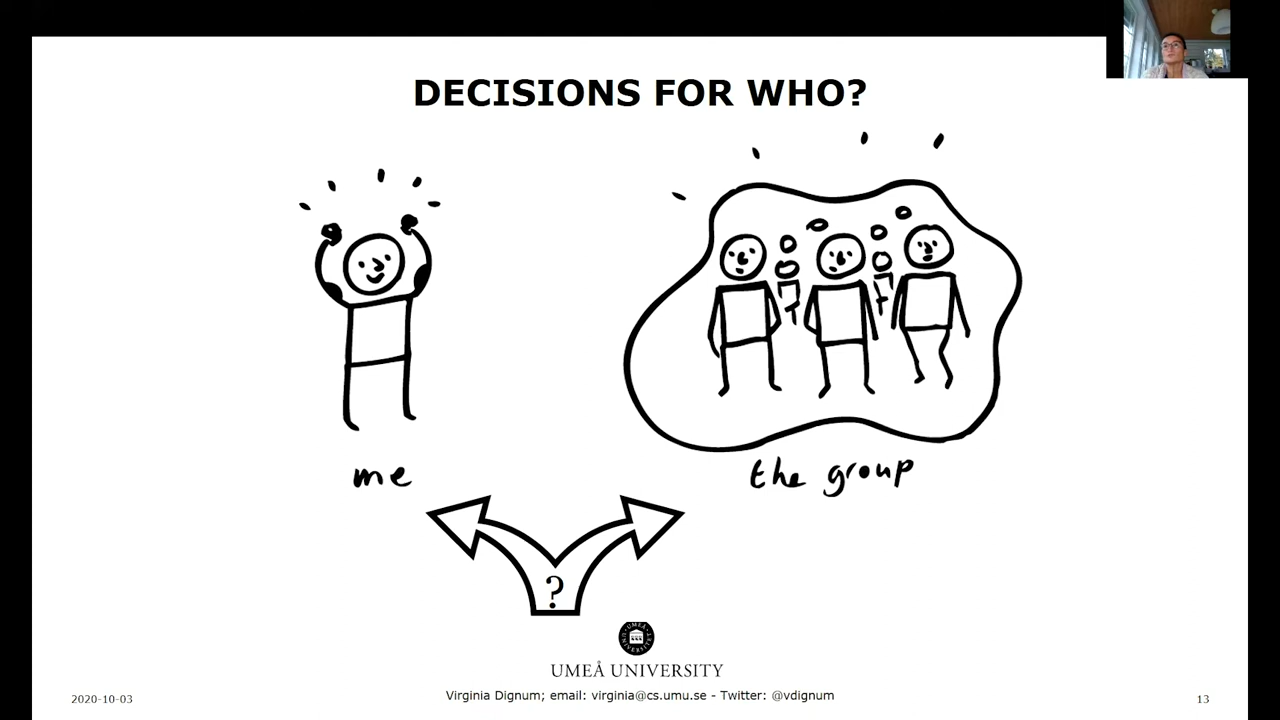 DECISIONS FOR WHO?
me
the group
?
UMEÅ UNIVERSITY
2020-10-03
Virginia Dignum; email: virginia@cs.umu.se - Twitter: @vdignum
13